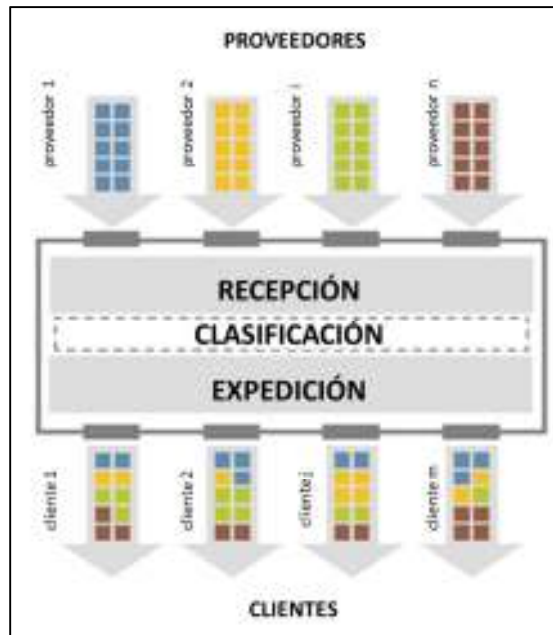 PROVEEDORES
proveedor 1
proveedor 2
proveedor i
proveedor n
RECEPCIÓN
CLASIFICACIÓN
EXPEDICIÓN
cliente 1
cliente 2
cliente j
cliente m
CLIENTES